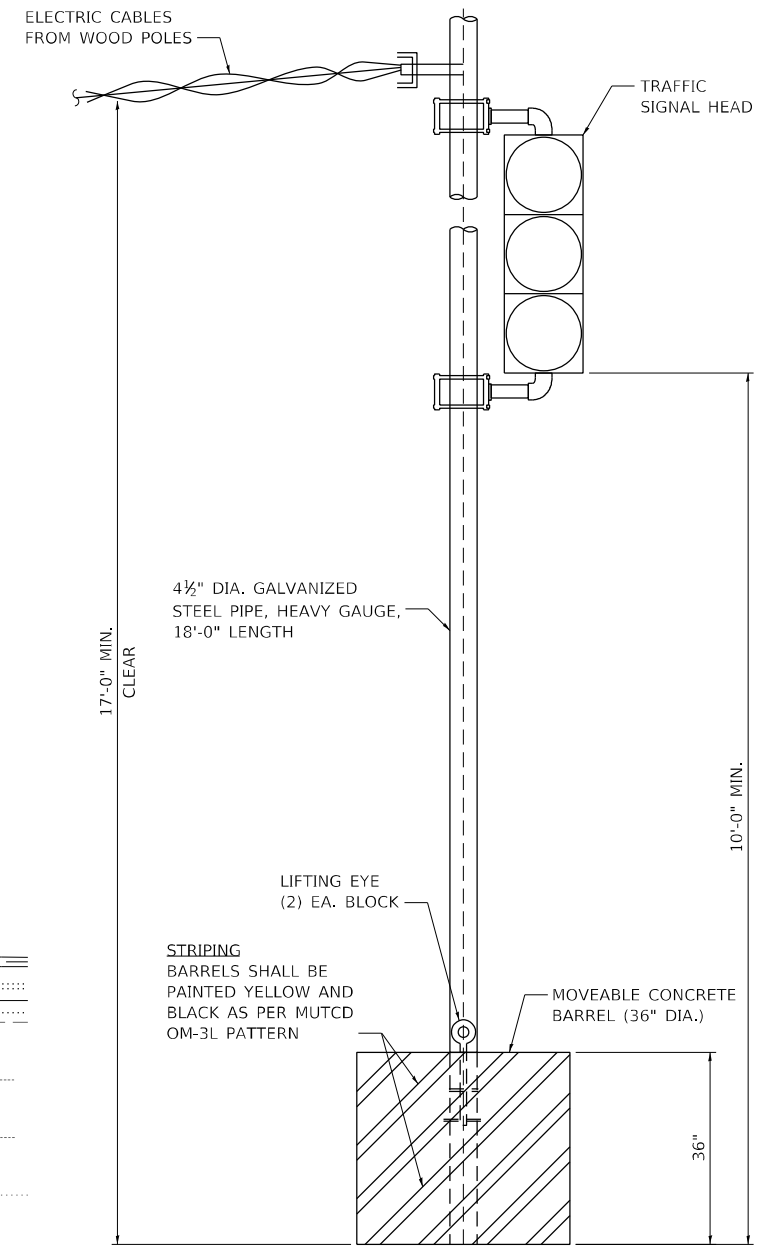 ELECTRIC CABLES
FROM WOOD POLES
TRAFFIC
SIGNAL HEAD
4½" DIA. GALVANIZED
STEEL PIPE, HEAVY GAUGE,
18'-0" LENGTH
17'-0" MIN.
CLEAR
10'-0" MIN.
LIFTING EYE
(2) EA. BLOCK
STRIPING
BARRELS SHALL BE
PAINTED YELLOW AND
BLACK AS PER MUTCD
OM-3L PATTERN
MOVEABLE CONCRETE
BARREL (36" DIA.)
36"